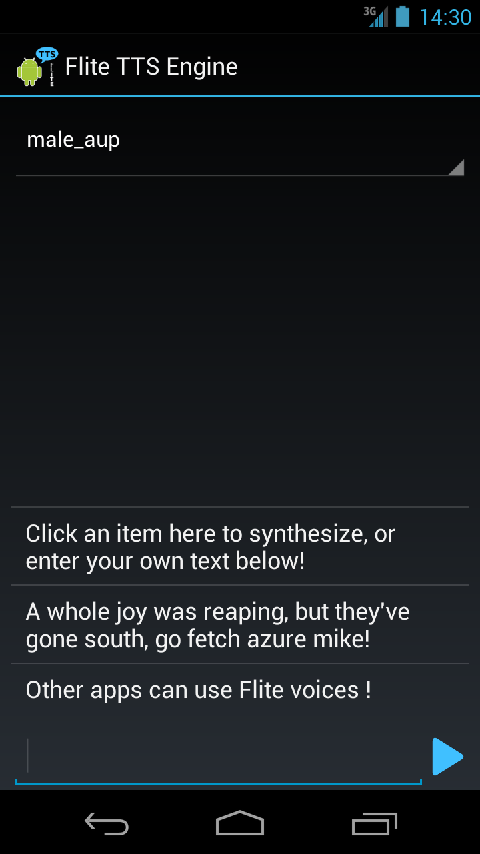 3G 14:30
TTS
Flite TTS Engine
male_aup
Click an item here to synthesize, or
enter your own text below!
A whole joy was reaping, but they've
gone south, go fetch azure mike!
Other apps can use Flite voices !